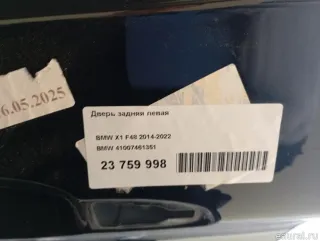 6.05.2025
Дверь задняя левая
BMW X1 F48 2014-2022
BMW 41007461351
23 759 998